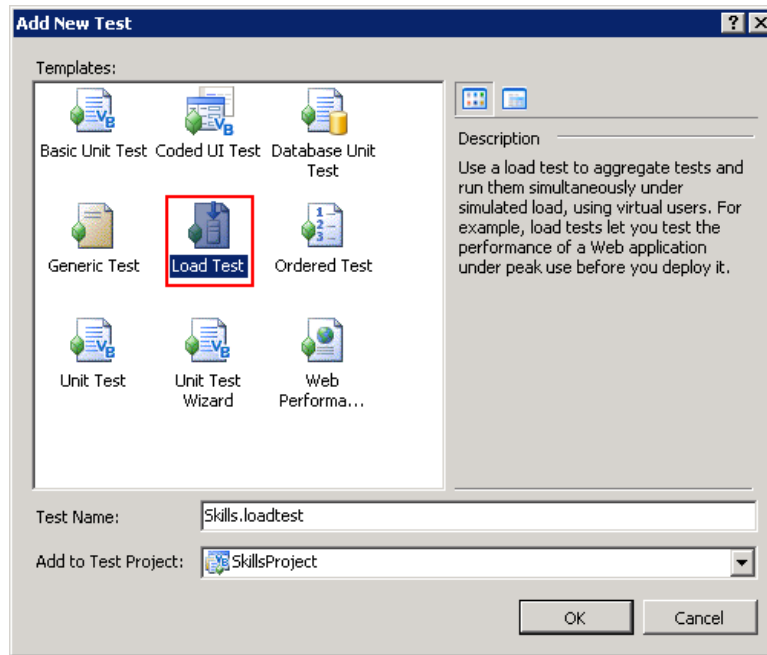 Add New Test
Templates:
Basic Unit Test Coded UI Test Database Unit
Test
Generic Test Load Test Ordered Test
Unit Test Unit Test Web
Wizard Performa...
Description
Use a load test to aggregate tests and
run them simultaneously under
simulated load, using virtual users. For
example, load tests let you test the
performance of a Web application
under peak use before you deploy it.
Test Name: Skills.loadtest
Add to Test Project: SkillsProject
OK Cancel